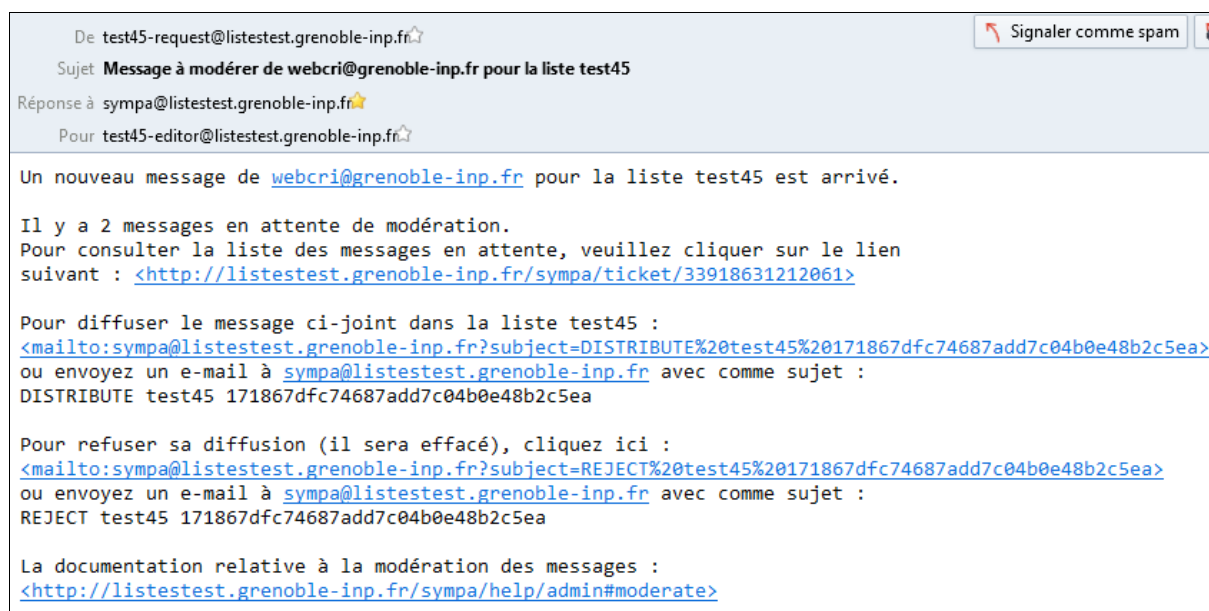 De test45-request@listestest.grenoble-inp.fr
Signaler comme spam
Sujet Message à modérer de webcri@grenoble-inp.fr pour la liste test45
Réponse à sympa@listestest.grenoble-inp.fr
Pour test45-editor@listestest.grenoble-inp.fr
Un nouveau message de webcri@grenoble-inp.fr pour la liste test45 est arrivé.
Il y a 2 messages en attente de modération.
Pour consulter la liste des messages en attente, veuillez cliquer sur le lien
suivant : <http://listestest.grenoble-inp.fr/sympa/ticket/33918631212061>
Pour diffuser le message ci-joint dans la liste test45 :
<mailto:sympa@listestest.grenoble-inp.fr?subject=DISTRIBUTE%20test45%20171867dfc74687add7c04b0e48b2c5ea>
ou envoyez un e-mail à sympa@listestest.grenoble-inp.fr avec comme sujet :
DISTRIBUTE test45 171867dfc74687add7c04b0e48b2c5ea
Pour refuser sa diffusion (il sera effacé), cliquez ici :
<mailto:sympa@listestest.grenoble-inp.fr?subject=REJECT%20test45%20171867dfc74687add7c04b0e48b2c5ea>
ou envoyez un e-mail à sympa@listestest.grenoble-inp.fr avec comme sujet :
REJECT test45 171867dfc74687add7c04b0e48b2c5ea
La documentation relative à la modération des messages :
<http://listestest.grenoble-inp.fr/sympa/help/admin#moderate>